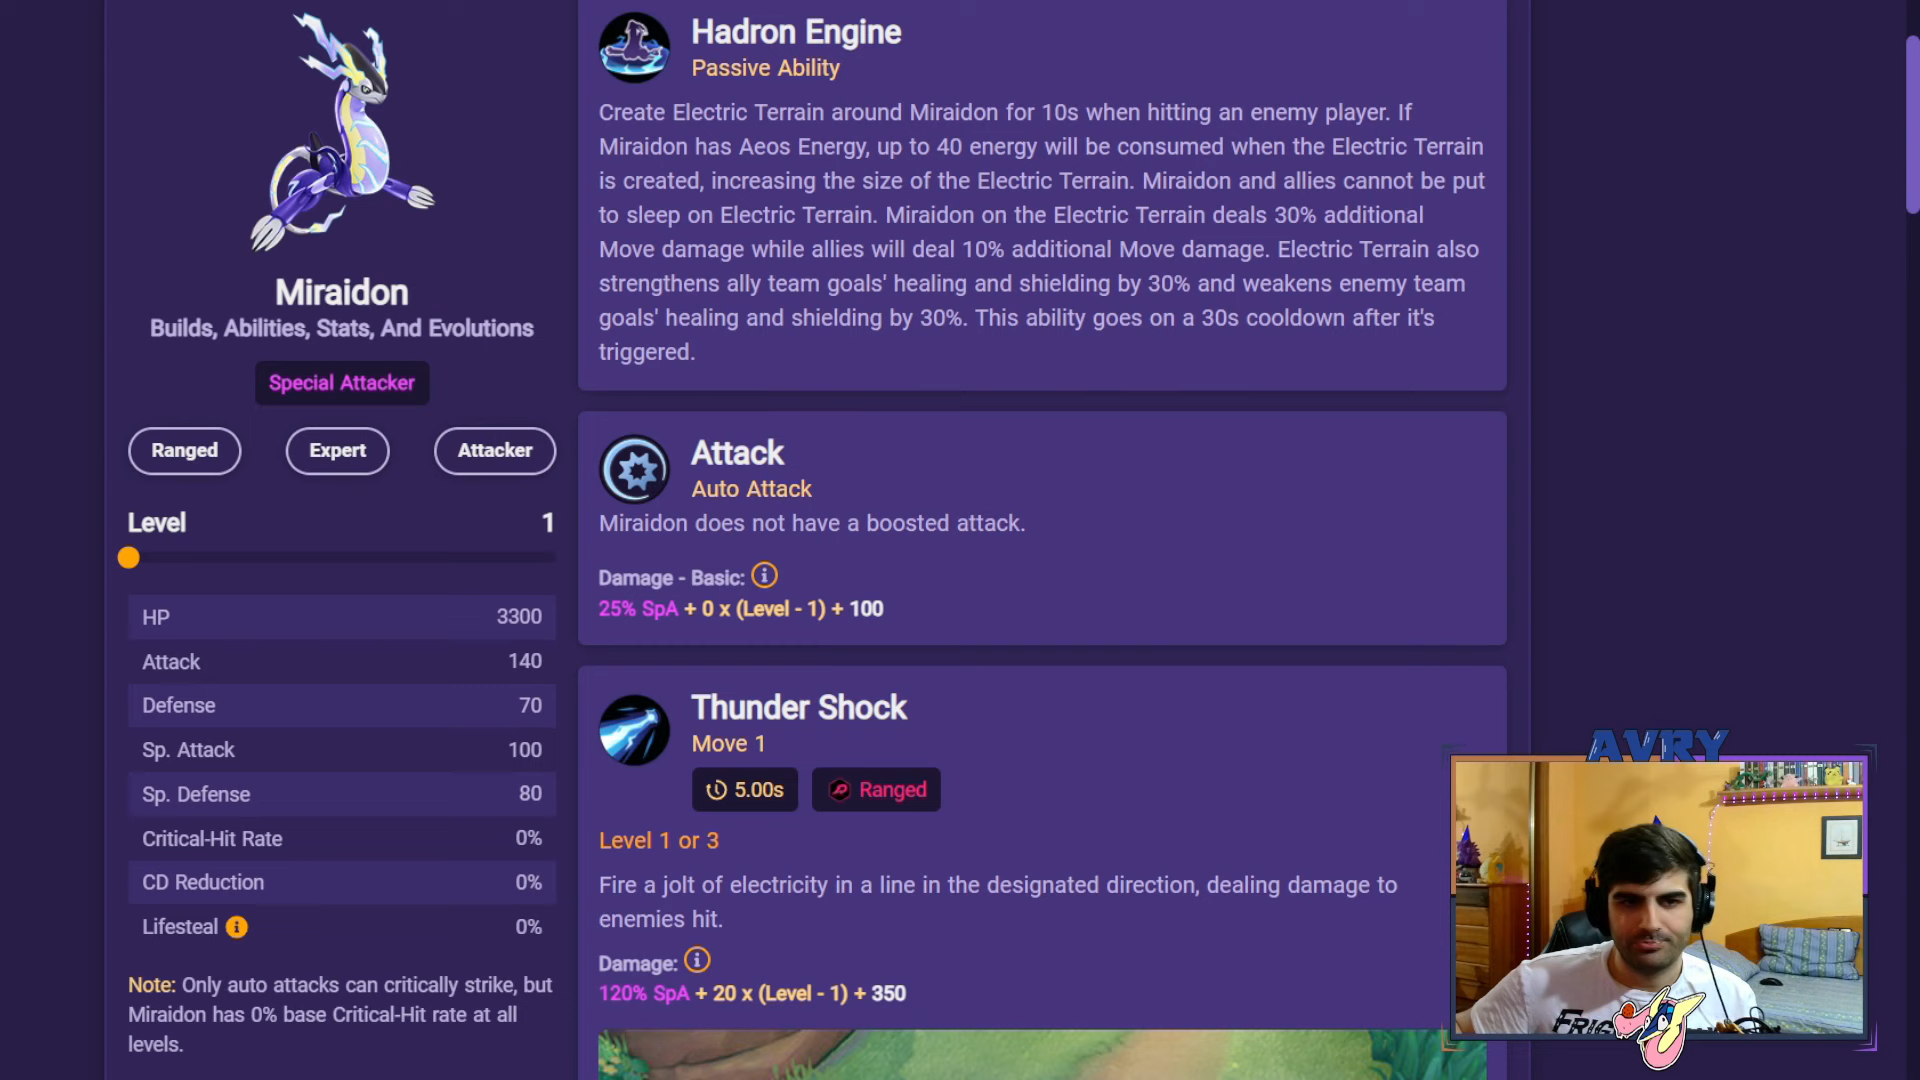 Miraidon
Builds, Abilities, Stats, And Evolutions
Special Attacker
Ranged
Expert
Attacker
Level 1
HP 3300
Attack 140
Defense 70
Sp. Attack 100
Sp. Defense 80
Critical-Hit Rate 0%
CD Reduction 0%
Lifesteal 0%
Note: Only auto attacks can critically strike, but
Miraidon has 0% base Critical-Hit rate at all
levels.
Hadron Engine
Passive Ability
Create Electric Terrain around Miraidon for 10s when hitting an enemy player. If
Miraidon has Aeos Energy, up to 40 energy will be consumed when the Electric Terrain
is created, increasing the size of the Electric Terrain. Miraidon and allies cannot be put
to sleep on Electric Terrain. Miraidon on the Electric Terrain deals 30% additional
Move damage while allies will deal 10% additional Move damage. Electric Terrain also
strengthens ally team goals' healing and shielding by 30% and weakens enemy team
goals' healing and shielding by 30%. This ability goes on a 30s cooldown after it's
triggered.
Attack
Auto Attack
Miraidon does not have a boosted attack.
Damage - Basic:
25% SpA + 0 x (Level - 1) + 100
Thunder Shock
Move 1
5.00s
Ranged
Level 1 or 3
Fire a jolt of electricity in a line in the designated direction, dealing damage to
enemies hit.
Damage:
120% SpA + 20 x (Level - 1) + 350
AVRY